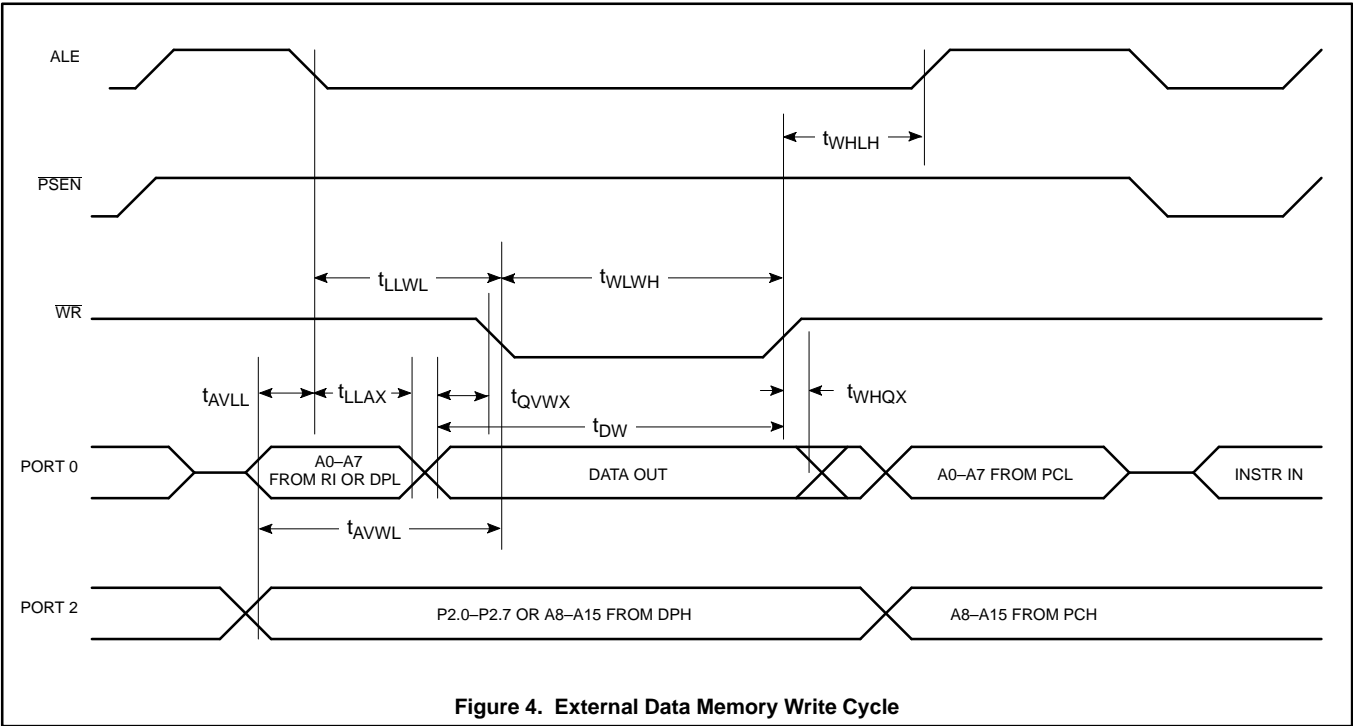 ALE
tWHLH
PSEN
tLLWL
tWLWH
WR
tAVLL
tLLAX
tQVWX
tWHQX
tDW
PORT 0
A0–A7
FROM RI OR DPL
DATA OUT
A0–A7 FROM PCL
INSTR IN
tAVWL
PORT 2
P2.0–P2.7 OR A8–A15 FROM DPH
A8–A15 FROM PCH
Figure 4. External Data Memory Write Cycle